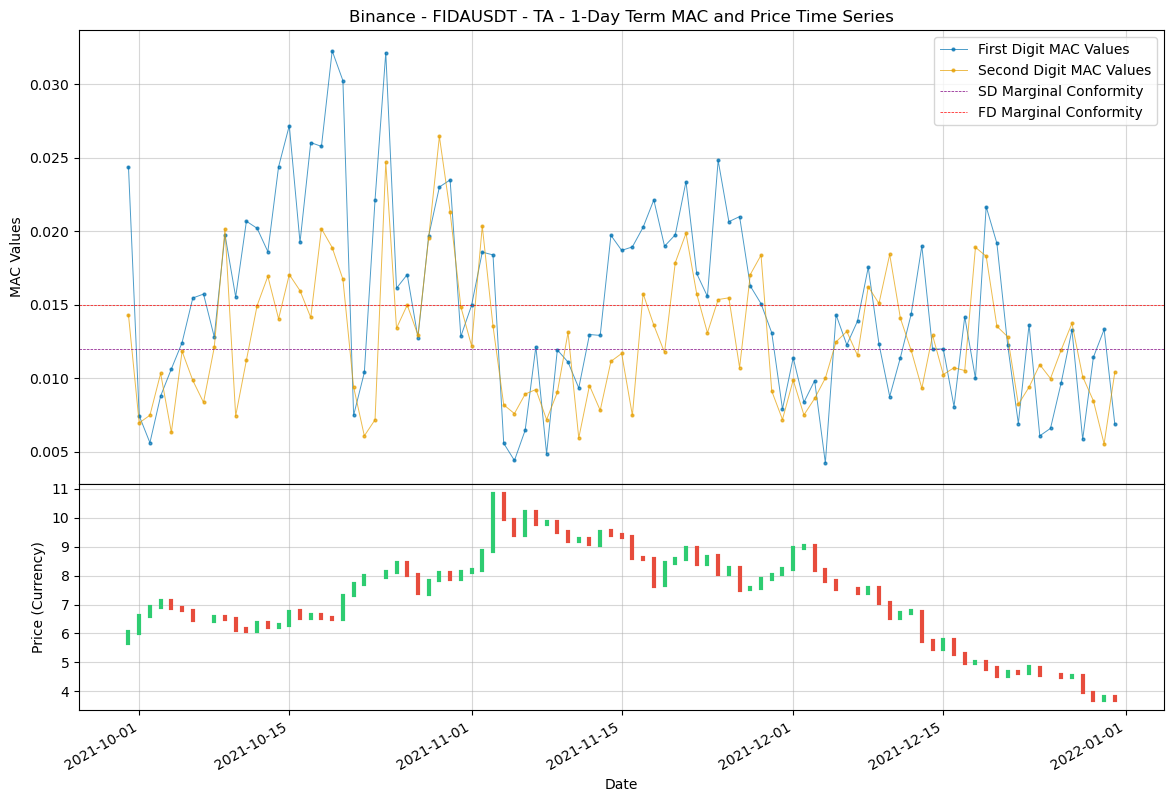 Binance - FIDAUSDT - TA - 1-Day Term MAC and Price Time Series
First Digit MAC Values
Second Digit MAC Values
SD Marginal Conformity
FD Marginal Conformity
MAC Values
0.030
0.025
0.020
0.015
0.010
0.005
Price (Currency)
11
10
9
8
7
6
5
4
2021-10-01
2021-10-15
2021-11-01
2021-11-15
2021-12-01
2021-12-15
2022-01-01
Date